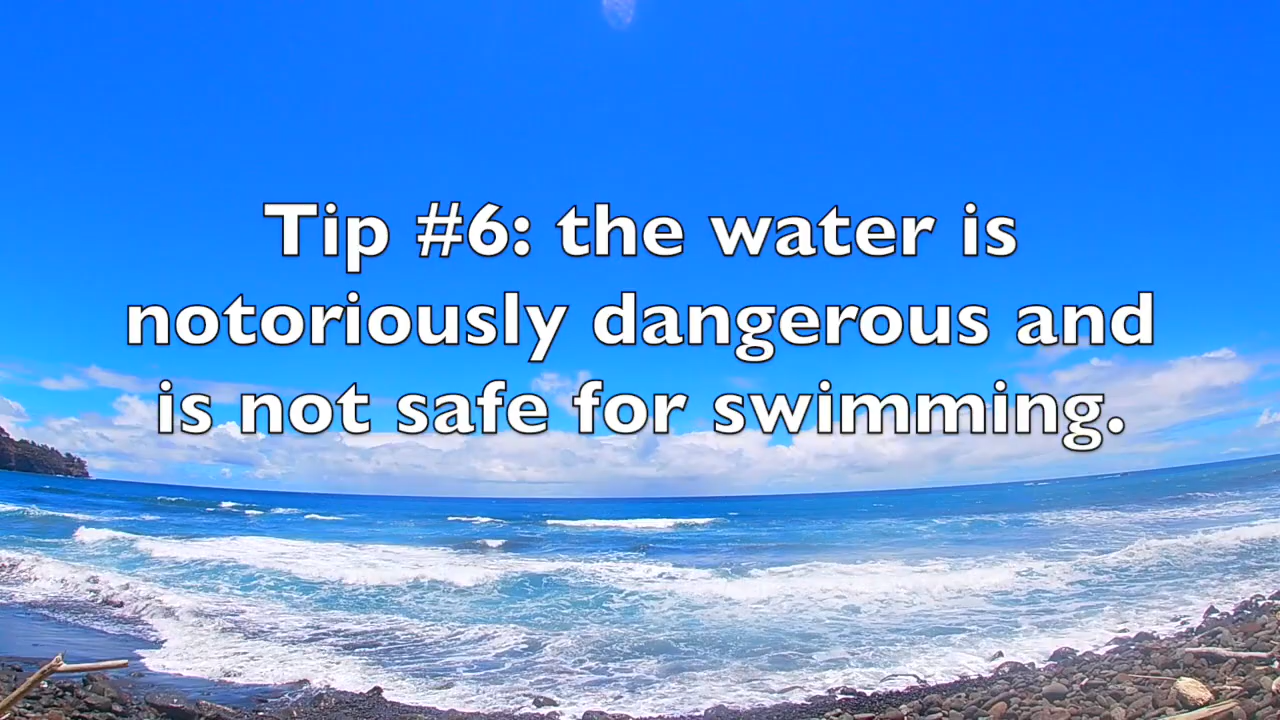 Tip #6: the water is
notoriously dangerous and
is not safe for swimming.